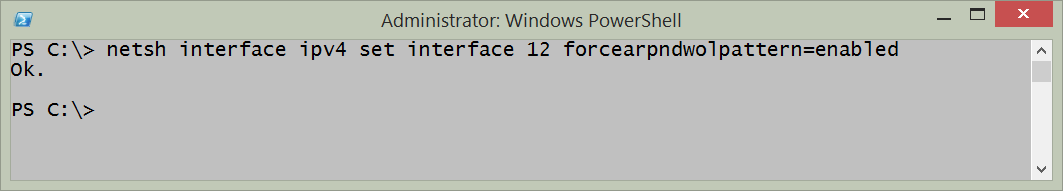 Administrator: Windows PowerShell
PS C:\> netsh interface ipv4 set interface 12 forcearpndwolpattern=enabled
Ok.
PS C:\>